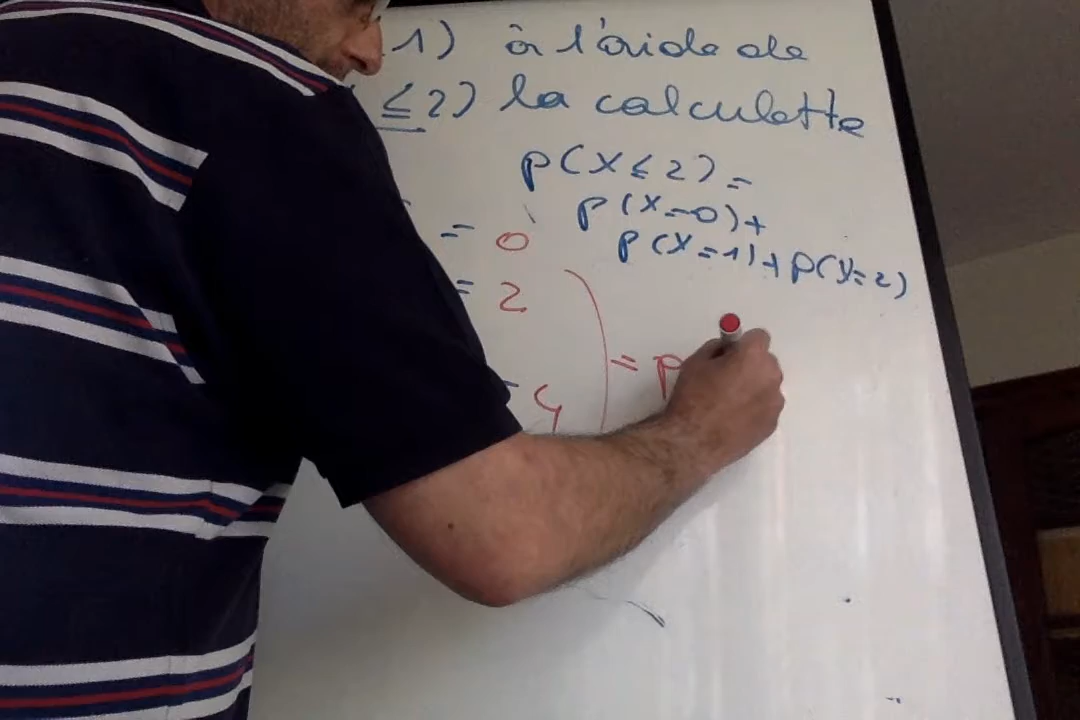 1) à l'aide de
≤ 2) la calculette
p(X≤2)=
p(X=0)+
p(X=1)+p(X=2)
= 0
= 2
= p
= 4